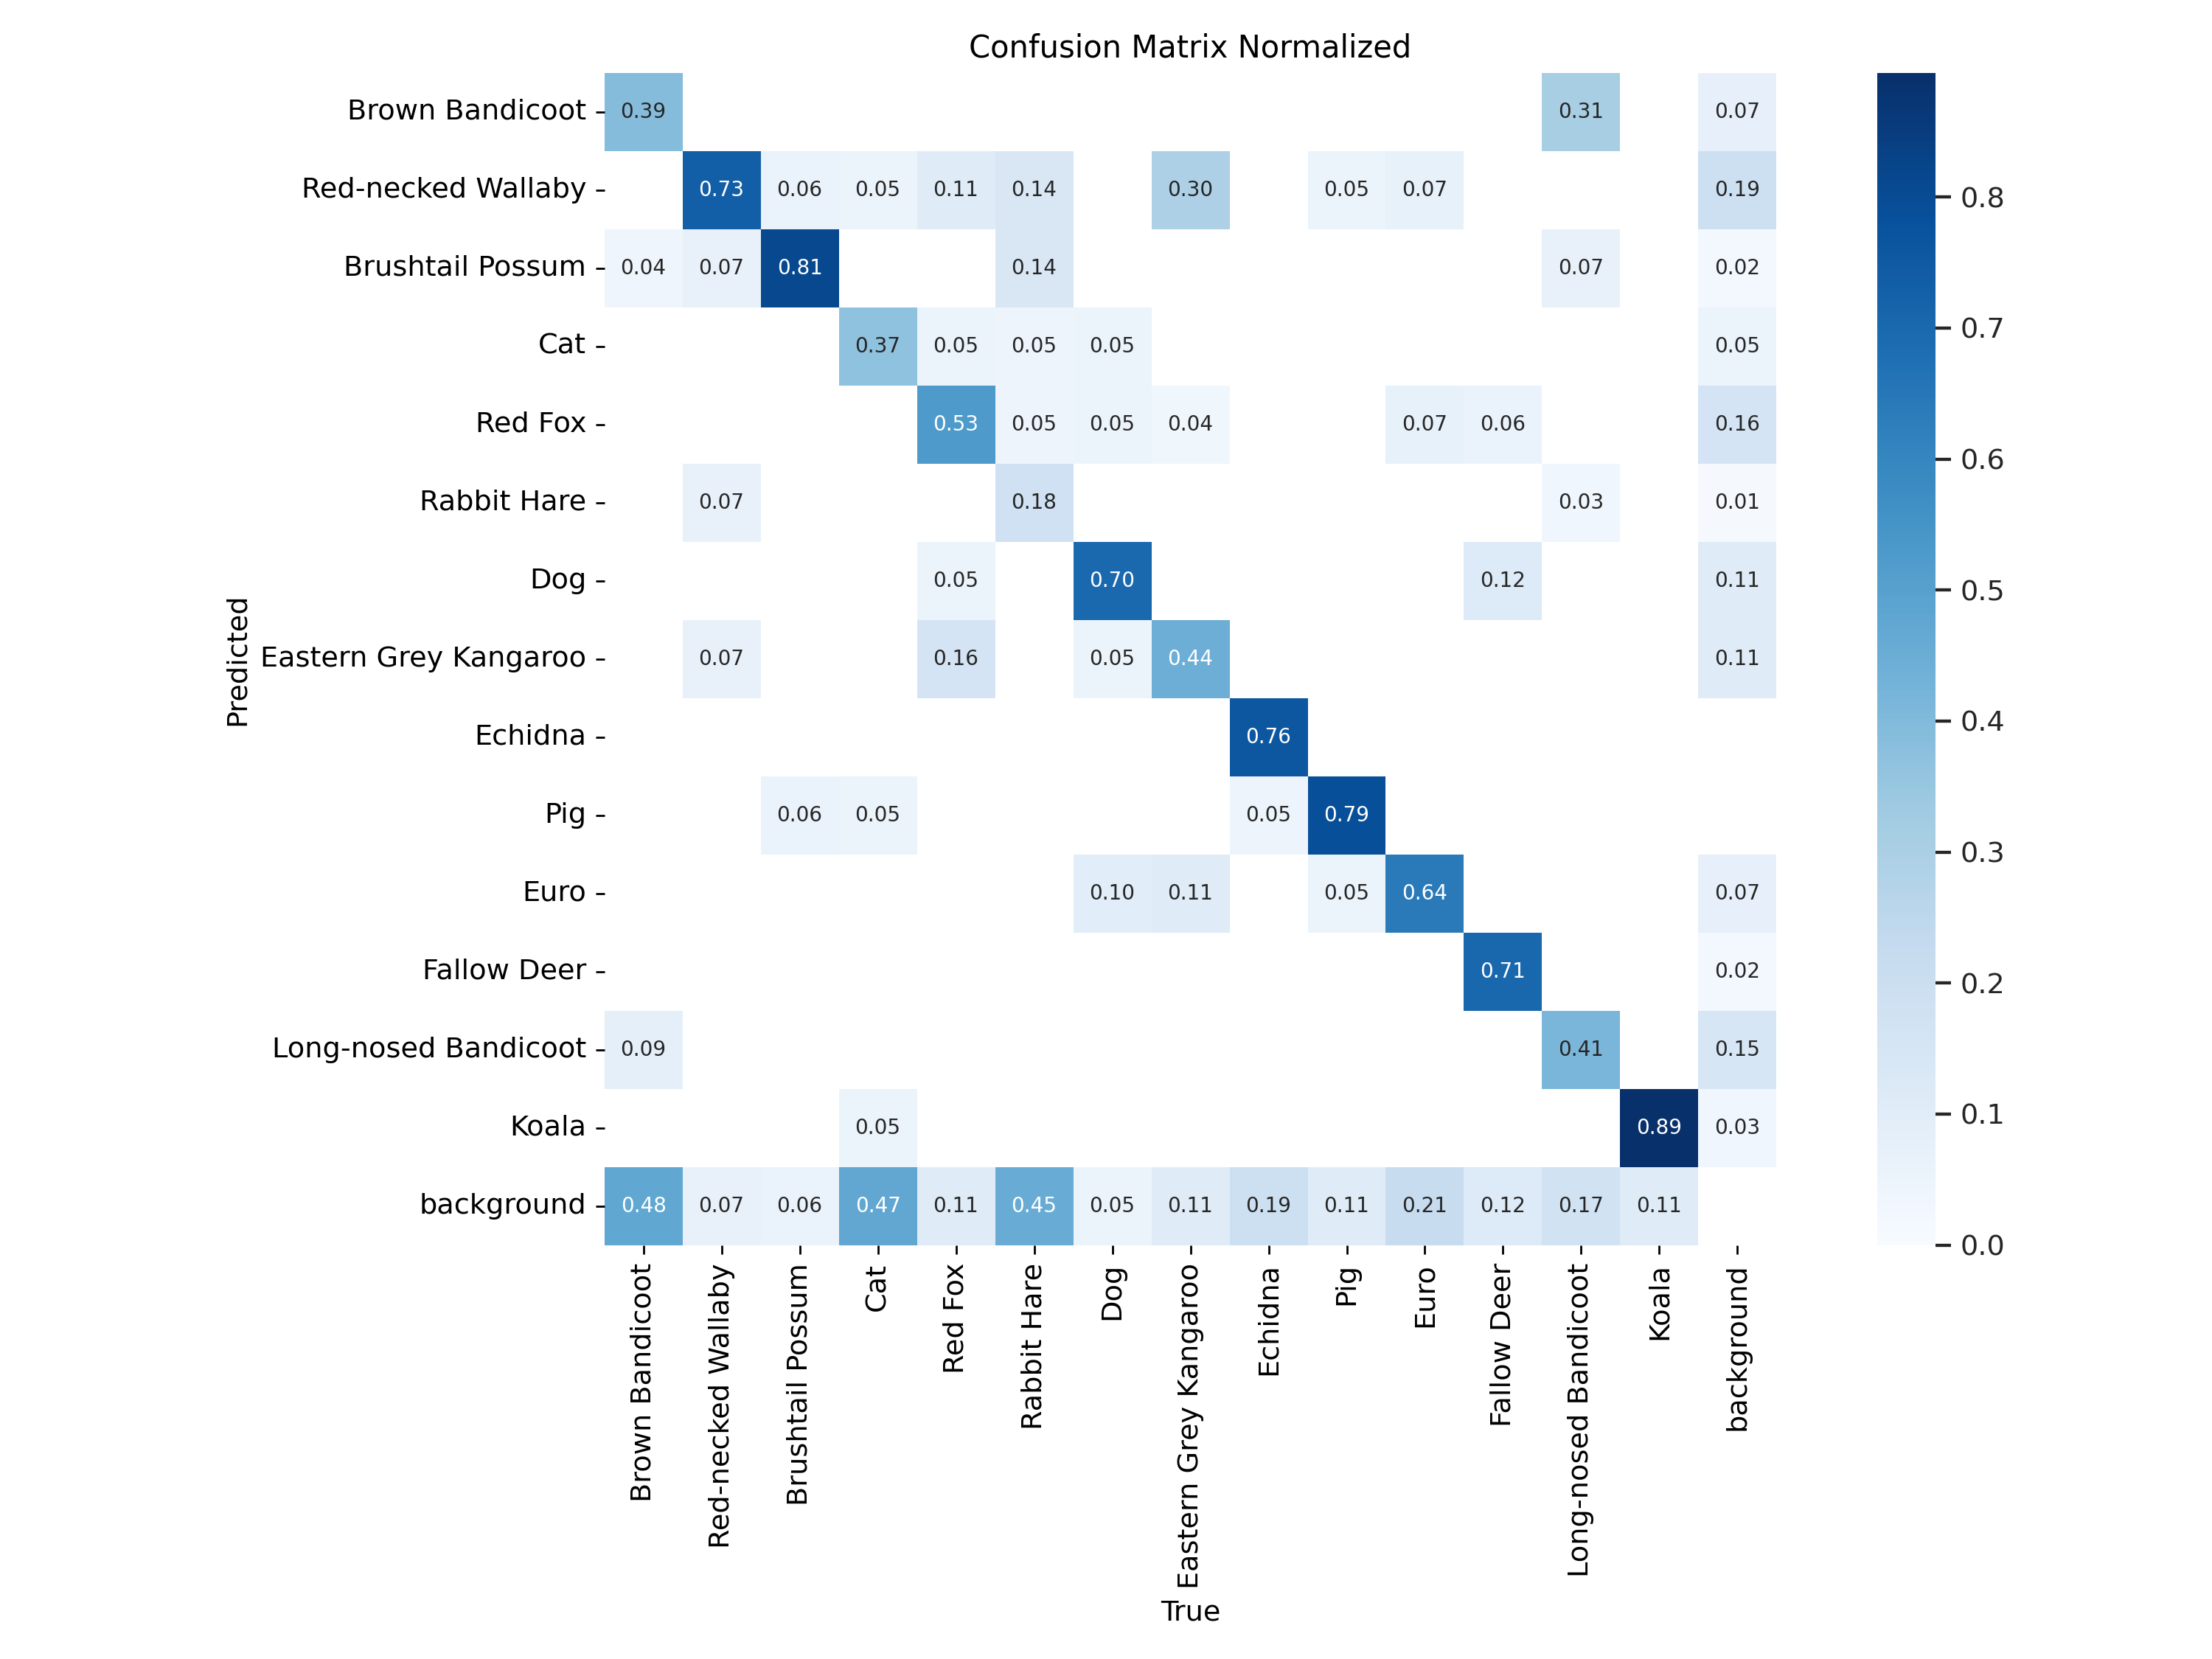 Confusion Matrix Normalized
Brown Bandicoot 0.39 0.31 0.07
Red-necked Wallaby 0.73 0.06 0.05 0.11 0.14 0.30 0.05 0.07 0.19
0.8
Brushtail Possum 0.04 0.07 0.81 0.14 0.07 0.02
0.7
Cat 0.37 0.05 0.05 0.05 0.05
Red Fox 0.53 0.05 0.05 0.04 0.07 0.06 0.16
0.6
Rabbit Hare 0.07 0.18 0.03 0.01
Dog 0.05 0.70 0.12 0.11
0.5
Predicted
Eastern Grey Kangaroo 0.07 0.16 0.05 0.44 0.11
0.4
Echidna 0.76
Pig 0.06 0.05 0.05 0.79
0.3
Euro 0.10 0.11 0.05 0.64 0.07
Fallow Deer 0.71 0.02
0.2
Long-nosed Bandicoot 0.09 0.41 0.15
0.1
Koala 0.05 0.89 0.03
background 0.48 0.07 0.06 0.47 0.11 0.45 0.05 0.11 0.19 0.11 0.21 0.12 0.17 0.11
0.0
Brown Bandicoot
Red-necked Wallaby
Brushtail Possum
Cat
Red Fox
Rabbit Hare
Dog
Eastern Grey Kangaroo
Echidna
Pig
Euro
Fallow Deer
Long-nosed Bandicoot
Koala
background
True